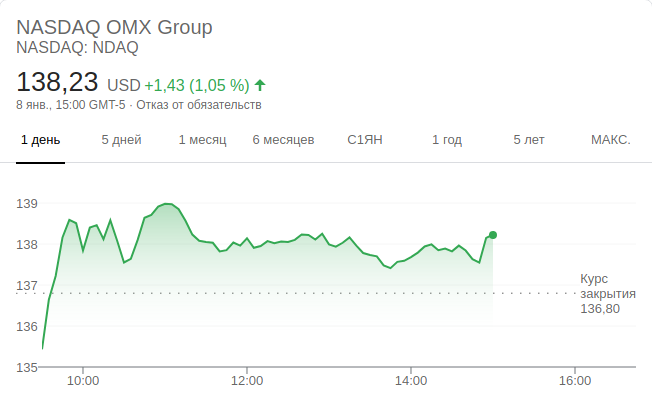 NASDAQ OMX Group
NASDAQ: NDAQ
138,23 USD +1,43 (1,05 %)
8 янв., 15:00 GMT-5 · Отказ от обязательств
1 день 5 дней 1 месяц 6 месяцев С1ЯН 1 год 5 лет МАКС.
139
138
137
136
135
Курс
закрытия
136,80
10:00 12:00 14:00 16:00